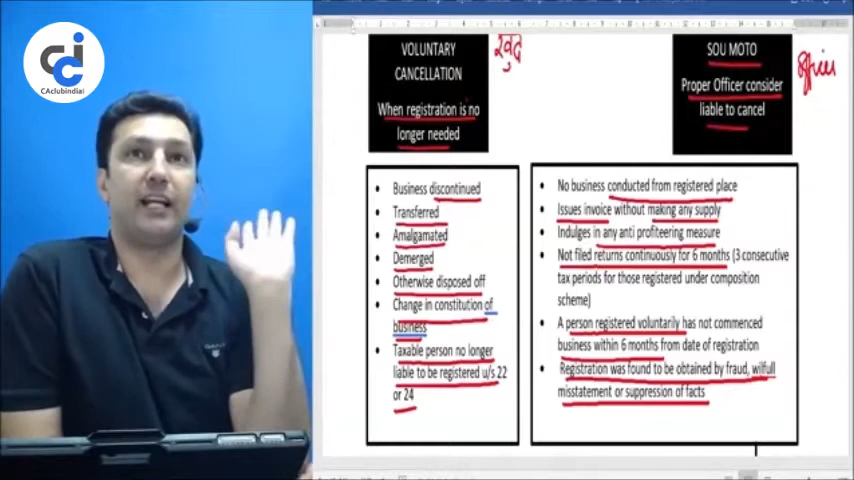 CAclubindia
VOLUNTARY
CANCELLATION
When registration is no
longer needed
खुद
SOU MOTO
Proper Officer consider
liable to cancel
officer
• Business discontinued
• Transferred
• Amalgamated
• Demerged
• Otherwise disposed off
• Change in constitution of
business
• Taxable person no longer
liable to be registered u/s 22
or 24
• No business conducted from registered place
• Issues invoice without making any supply
• Indulges in any anti profiteering measure
• Not filed returns continuously for 6 months (3 consecutive
tax periods for those registered under composition
scheme)
• A person registered voluntarily has not commenced
business within 6 months from date of registration
• Registration was found to be obtained by fraud, wilfull
misstatement or suppression of facts